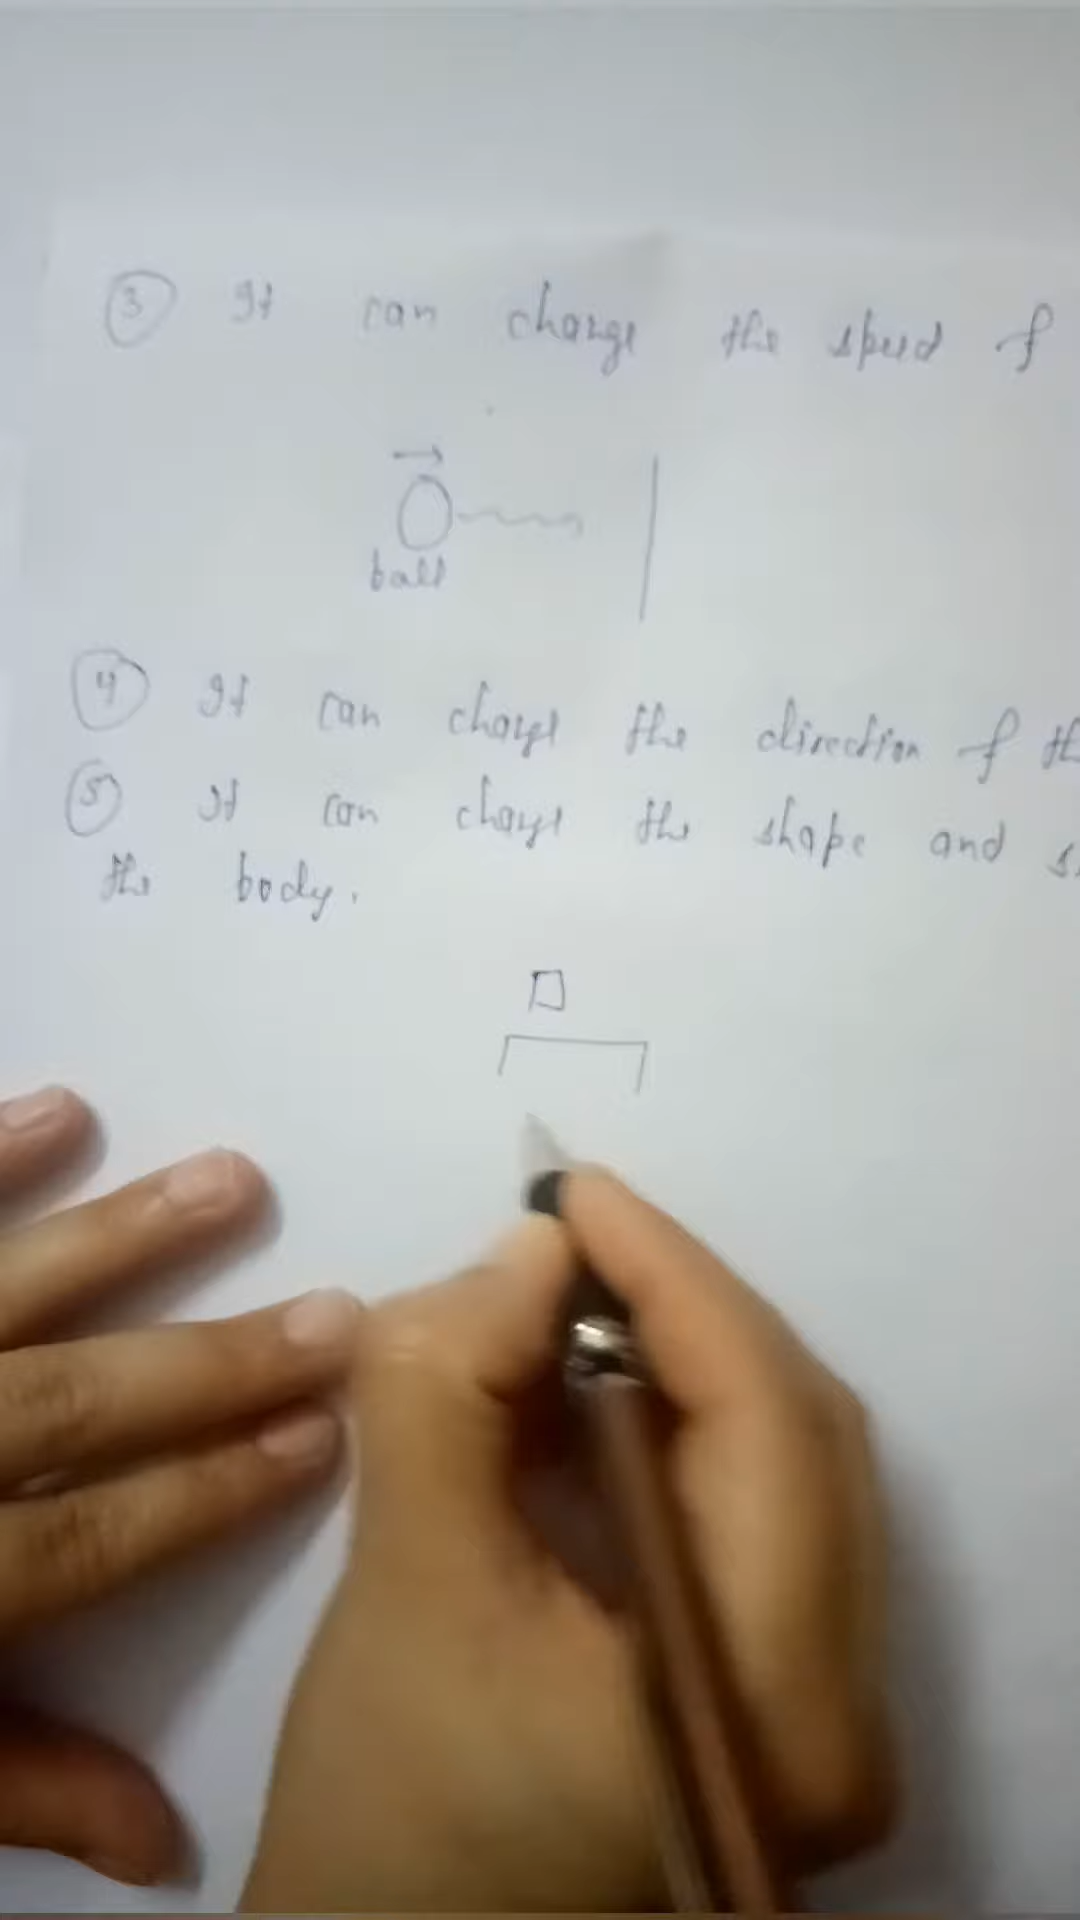 3 It can change the speed of
ball
4 It can change the direction of th
5 It can change the shape and s
the body.